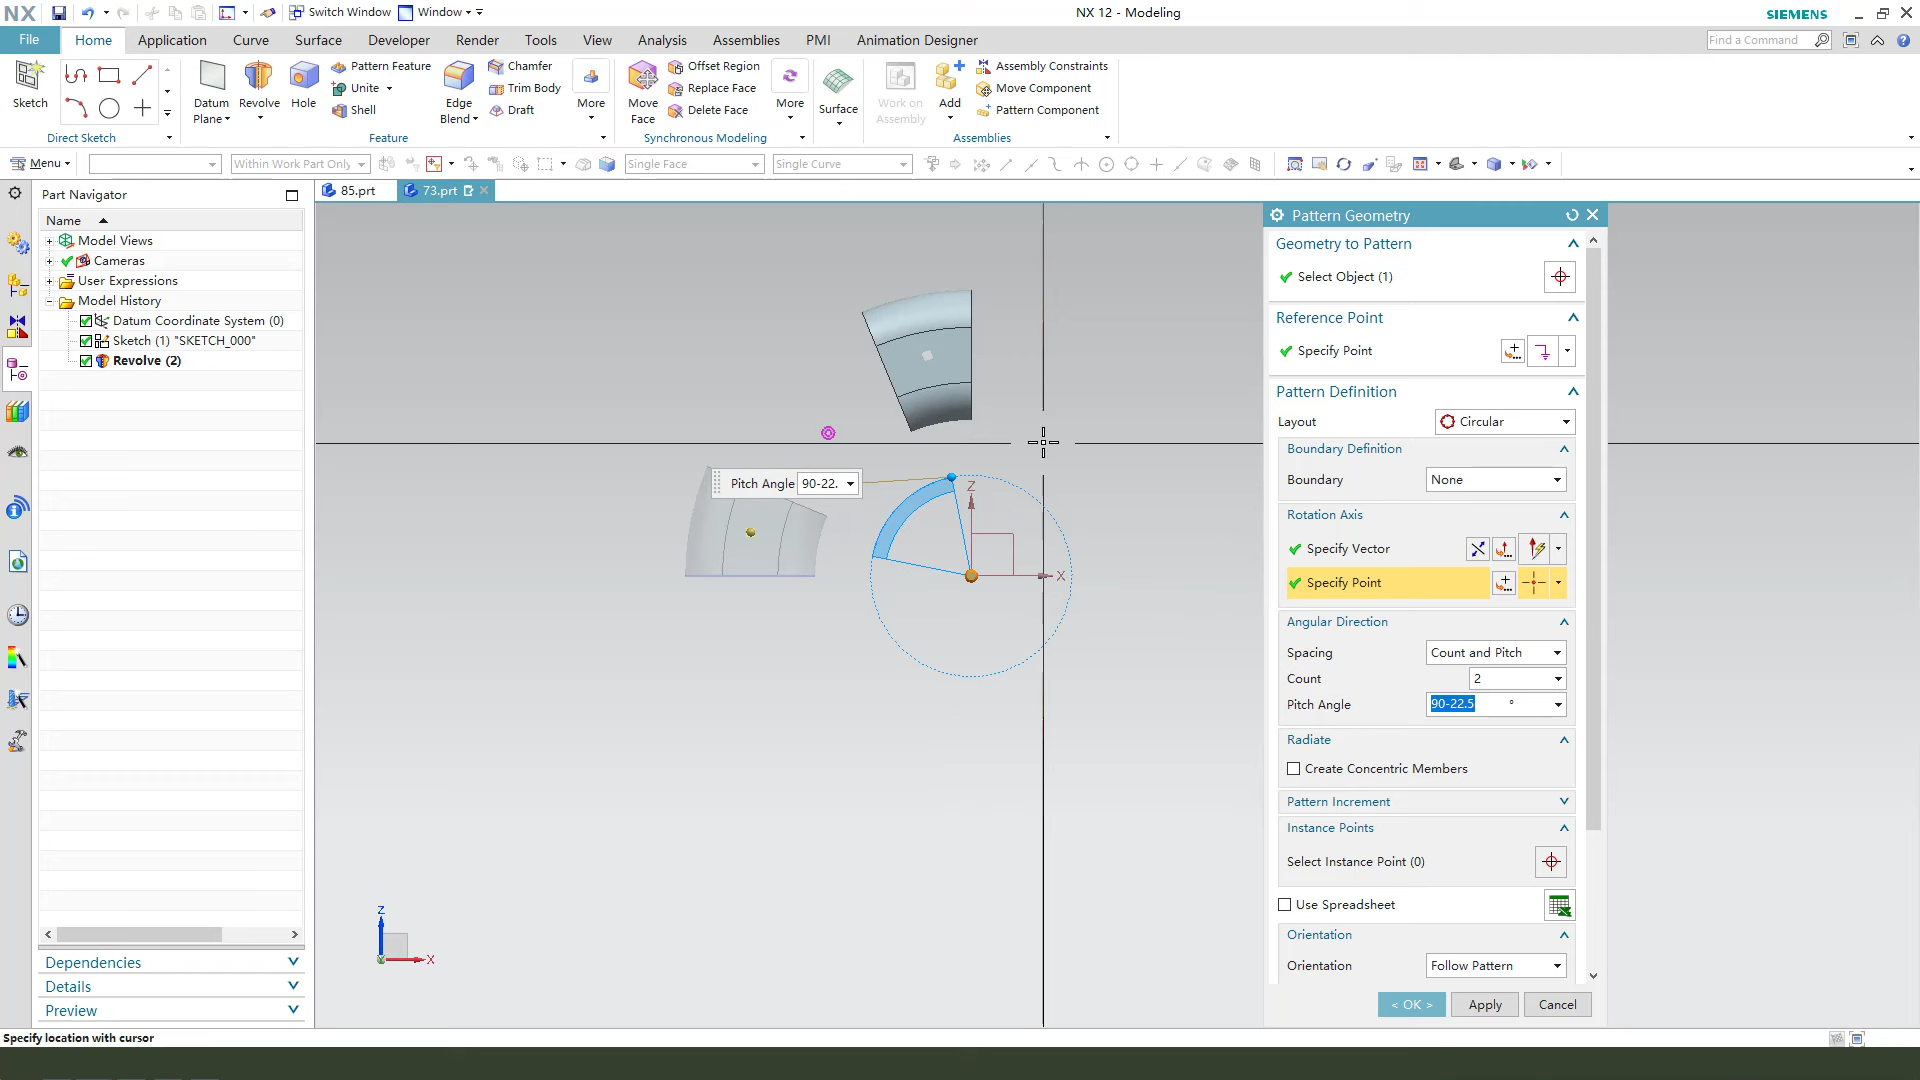 NX
Switch Window
Window
NX 12 - Modeling
SIEMENS
File
Home
Application
Curve
Surface
Developer
Render
Tools
View
Analysis
Assemblies
PMI
Animation Designer
Find a Command
Sketch
Datum
Plane
Revolve
Hole
Pattern Feature
Unite
Shell
Edge
Blend
Chamfer
Trim Body
Draft
More
Move
Face
Offset Region
Replace Face
Delete Face
More
Surface
Work on
Assembly
Add
Assembly Constraints
Move Component
Pattern Component
Direct Sketch
Feature
Synchronous Modeling
Assemblies
Menu
Within Work Part Only
Single Face
Single Curve
Part Navigator
85.prt
73.prt
Name
Model Views
Cameras
User Expressions
Model History
Datum Coordinate System (0)
Sketch (1) "SKETCH_000"
Revolve (2)
Dependencies
Details
Preview
Pitch Angle 90-22.
Z
X
Z
X
Pattern Geometry
Geometry to Pattern
Select Object (1)
Reference Point
Specify Point
Pattern Definition
Layout
Circular
Boundary Definition
Boundary
None
Rotation Axis
Specify Vector
Specify Point
Angular Direction
Spacing
Count and Pitch
Count
2
Pitch Angle
90-22.5 °
Radiate
Create Concentric Members
Pattern Increment
Instance Points
Select Instance Point (0)
Use Spreadsheet
Orientation
Orientation
Follow Pattern
< OK >
Apply
Cancel
Specify location with cursor